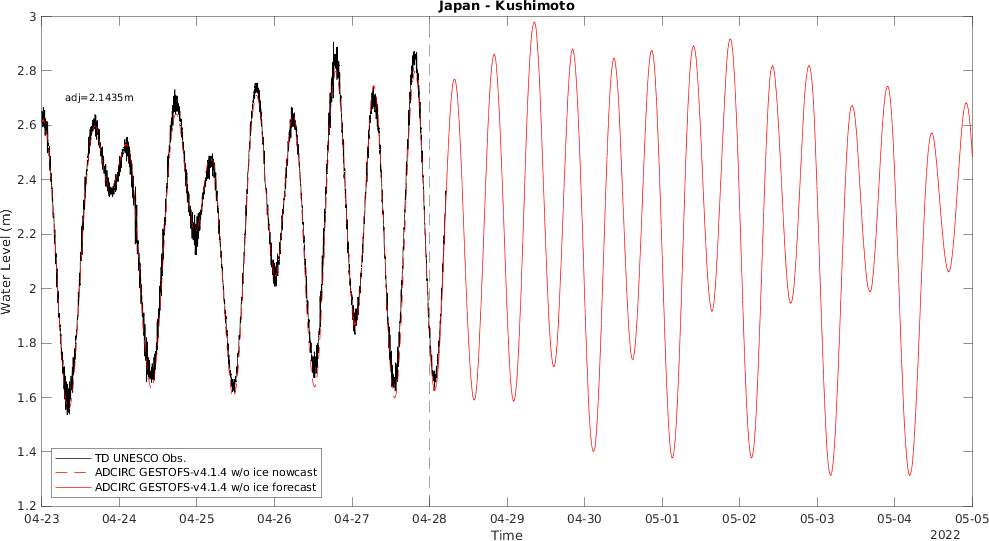 Japan - Kushimoto
3
2.8
2.6
2.4
2.2
2
1.8
1.6
1.4
1.2
Water Level (m)
adj=2.1435m
TD UNESCO Obs.
ADCIRC GESTOFS-v4.1.4 w/o ice nowcast
ADCIRC GESTOFS-v4.1.4 w/o ice forecast
04-23 04-24 04-25 04-26 04-27 04-28 04-29 04-30 05-01 05-02 05-03 05-04 05-05
Time
2022